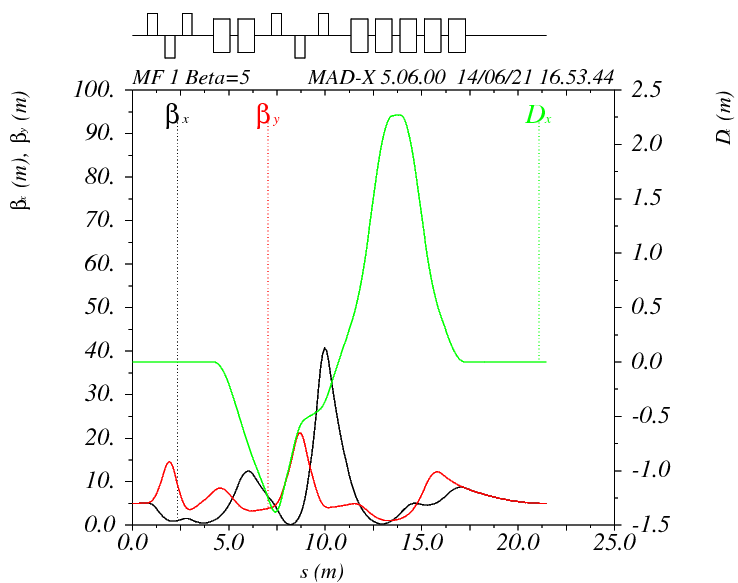 MF 1 Beta=5 MAD-X 5.06.00 14/06/21 16.53.44
100. 2.5
βx βy Dx
90.
2.0
80.
1.5
70.
1.0
60.
50. 0.5
40. 0.0
30.
-0.5
20.
-1.0
10.
0.0 -1.5
0.0 5.0 10.0 15.0 20.0 25.0
s (m)
βx (m), βy (m)
Dx (m)